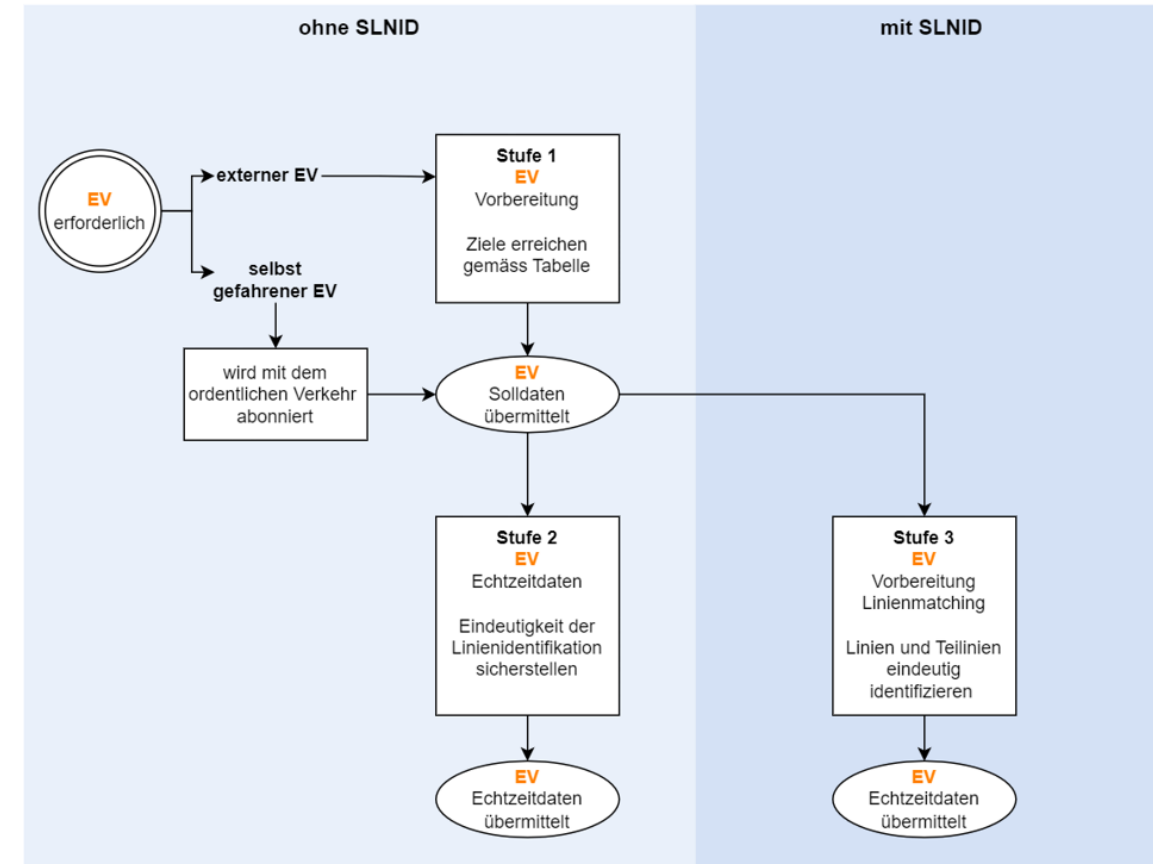 ohne SLNID
mit SLNID
EV
erforderlich
externer EV
selbst
gefahrener EV
wird mit dem
ordentlichen Verkehr
abonniert
Stufe 1
EV
Vorbereitung
Ziele erreichen
gemäss Tabelle
EV
Solldaten
übermittelt
Stufe 2
EV
Echtzeitdaten
Eindeutigkeit der
Linienidentifikation
sicherstellen
EV
Echtzeitdaten
übermittelt
Stufe 3
EV
Vorbereitung
Linienmatching
Linien und Teilinien
eindeutig
identifizieren
EV
Echtzeitdaten
übermittelt